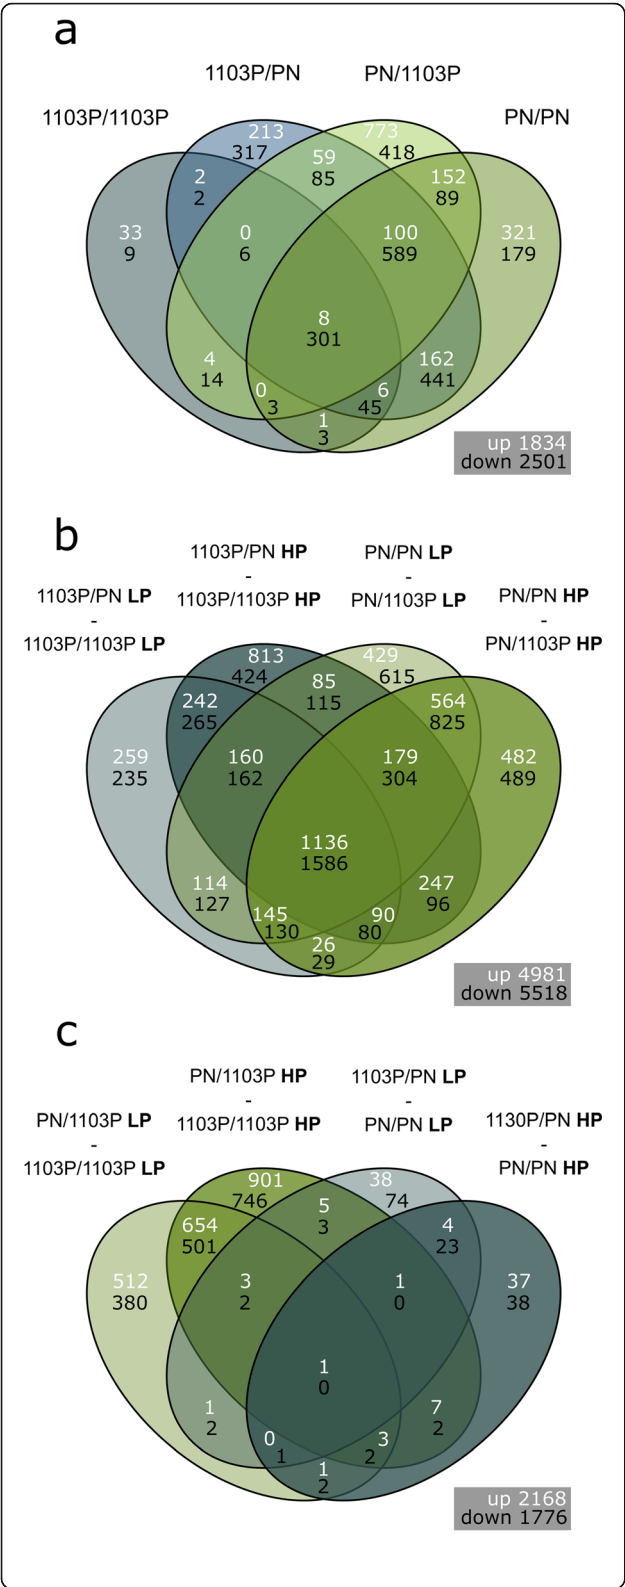 a
1103P/PN PN/1103P
1103P/1103P PN/PN
213 773
317 418
59
85
2 152
2 89
33 0 100 321
9 6 589 179
8
301
4 162
14 441
0 6
3 45
1
3
up 1834
down 2501
b
1103P/PN HP PN/PN LP
- -
1103P/1103P HP PN/1103P LP
1103P/PN LP PN/PN HP
- -
1103P/1103P LP PN/1103P HP
813 429
424 615
85
115
242 564
265 825
259 160 179 482
235 162 304 489
1136
1586
114 247
127 96
145 90
130 80
26
29
up 4981
down 5518
c
PN/1103P HP 1103P/PN LP
- -
1103P/1103P HP PN/PN LP
PN/1103P LP 1130P/PN HP
- -
1103P/1103P LP PN/PN HP
901 38
746 74
5
3
654 4
501 23
512 3 1 37
380 2 0 38
1
0
1 7
2 2
0 3
1 2
1
2
up 2168
down 1776